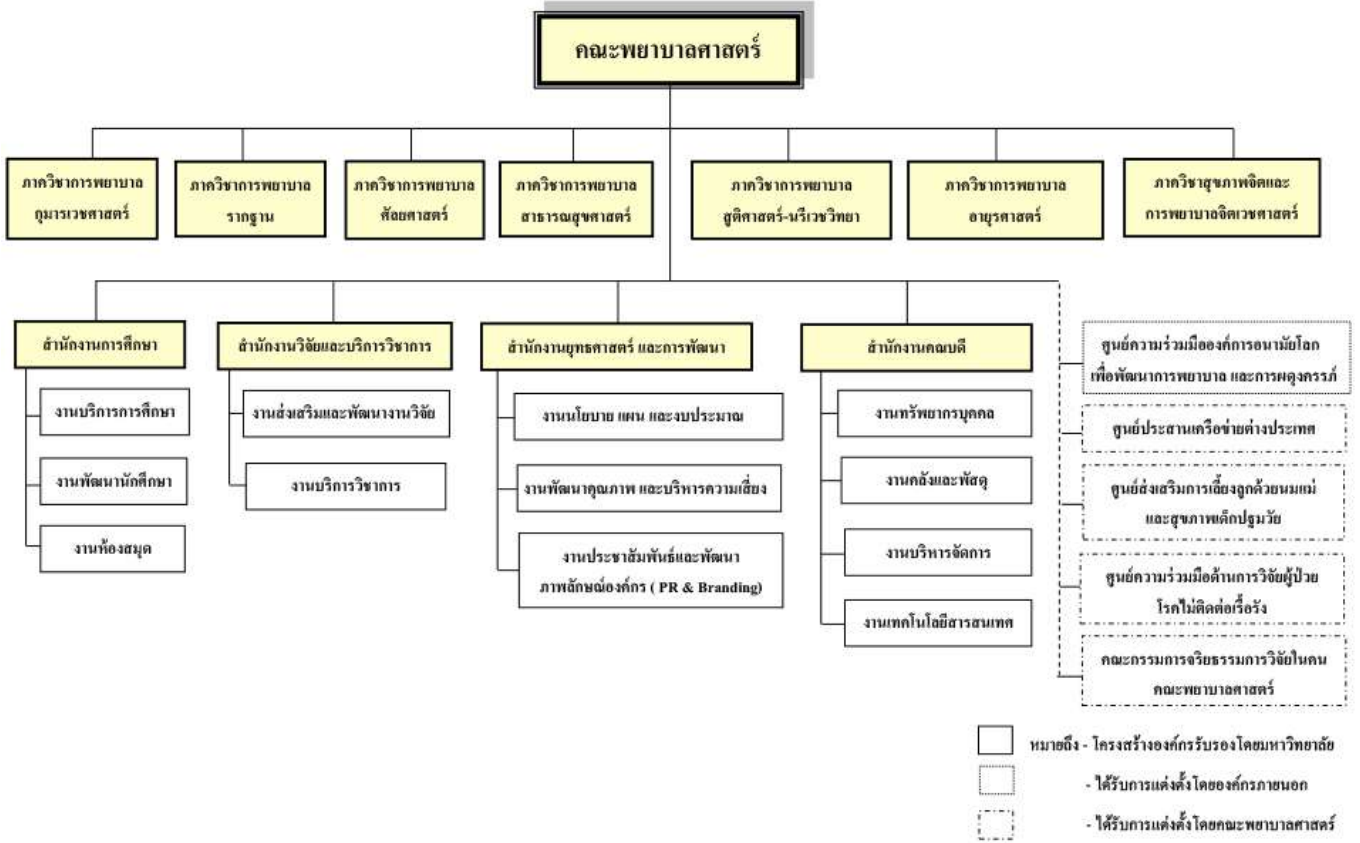 คณะพยาบาลศาสตร์
ภาควิชาการพยาบาล
กุมารเวชศาสตร์
ภาควิชาการพยาบาล
รากฐาน
ภาควิชาการพยาบาล
ศัลยศาสตร์
ภาควิชาการพยาบาล
สาธารณสุขศาสตร์
ภาควิชาการพยาบาล
สูติศาสตร์-นรีเวชวิทยา
ภาควิชาการพยาบาล
อายุรศาสตร์
ภาควิชาสุขภาพจิตและ
การพยาบาลจิตเวชศาสตร์
สำนักงานการศึกษา
งานบริการการศึกษา
งานพัฒนานักศึกษา
งานห้องสมุด
สำนักงานวิจัยและบริการวิชาการ
งานส่งเสริมและพัฒนางานวิจัย
งานบริการวิชาการ
สำนักงานยุทธศาสตร์ และการพัฒนา
งานนโยบาย แผน และงบประมาณ
งานพัฒนาคุณภาพ และบริหารความเสี่ยง
งานประชาสัมพันธ์และพัฒนา
ภาพลักษณ์องค์กร ( PR & Branding)
สำนักงานคณบดี
งานทรัพยากรบุคคล
งานคลังและพัสดุ
งานบริหารจัดการ
งานเทคโนโลยีสารสนเทศ
ศูนย์ความร่วมมือองค์การอนามัยโลก
เพื่อพัฒนาการพยาบาล และการผดุงครรภ์
ศูนย์ประสานเครือข่ายต่างประเทศ
ศูนย์ส่งเสริมการเลี้ยงลูกด้วยนมแม่
และสุขภาพเด็กปฐมวัย
ศูนย์ความร่วมมือด้านการวิจัยผู้ป่วย
โรคไม่ติดต่อเรื้อรัง
คณะกรรมการจริยธรรมการวิจัยในคน
คณะพยาบาลศาสตร์
หมายถึง - โครงสร้างองค์กรรับรองโดยมหาวิทยาลัย
- ได้รับการแต่งตั้งโดยองค์กรภายนอก
- ได้รับการแต่งตั้งโดยคณะพยาบาลศาสตร์